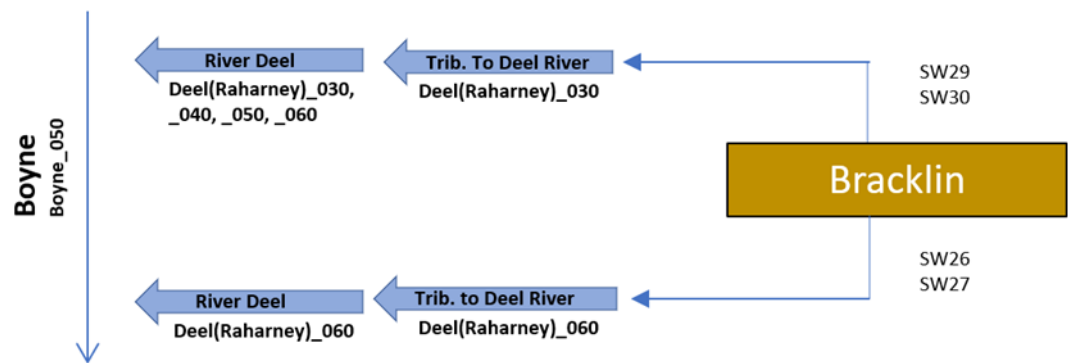 River Deel
Deel(Raharney)_030,
_040, _050, _060
Trib. To Deel River
Deel(Raharney)_030
SW29
SW30
Boyne
Boyne_050
Bracklin
SW26
SW27
River Deel
Deel(Raharney)_060
Trib. to Deel River
Deel(Raharney)_060